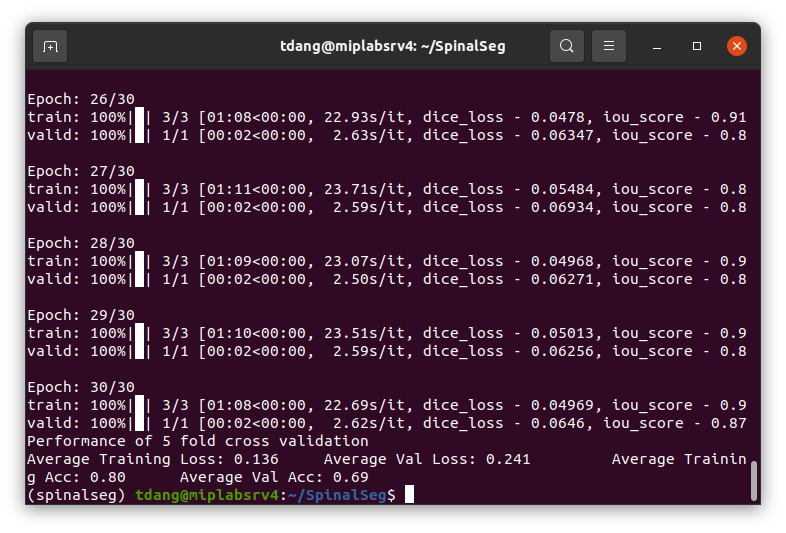 tdang@miplabsrv4: ~/SpinalSeg
Epoch: 26/30
train: 100%|█| 3/3 [01:08<00:00, 22.93s/it, dice_loss - 0.0478, iou_score - 0.91
valid: 100%|█| 1/1 [00:02<00:00,  2.63s/it, dice_loss - 0.06347, iou_score - 0.8
Epoch: 27/30
train: 100%|█| 3/3 [01:11<00:00, 23.71s/it, dice_loss - 0.05484, iou_score - 0.8
valid: 100%|█| 1/1 [00:02<00:00,  2.59s/it, dice_loss - 0.06934, iou_score - 0.8
Epoch: 28/30
train: 100%|█| 3/3 [01:09<00:00, 23.07s/it, dice_loss - 0.04968, iou_score - 0.9
valid: 100%|█| 1/1 [00:02<00:00,  2.50s/it, dice_loss - 0.06271, iou_score - 0.8
Epoch: 29/30
train: 100%|█| 3/3 [01:10<00:00, 23.51s/it, dice_loss - 0.05013, iou_score - 0.9
valid: 100%|█| 1/1 [00:02<00:00,  2.59s/it, dice_loss - 0.06256, iou_score - 0.8
Epoch: 30/30
train: 100%|█| 3/3 [01:08<00:00, 22.69s/it, dice_loss - 0.04969, iou_score - 0.9
valid: 100%|█| 1/1 [00:02<00:00,  2.62s/it, dice_loss - 0.0646, iou_score - 0.87
Performance of 5 fold cross validation
Average Training Loss: 0.136     Average Val Loss: 0.241         Average Trainin
g Acc: 0.80      Average Val Acc: 0.69
(spinalseg) tdang@miplabsrv4:~/SpinalSeg$